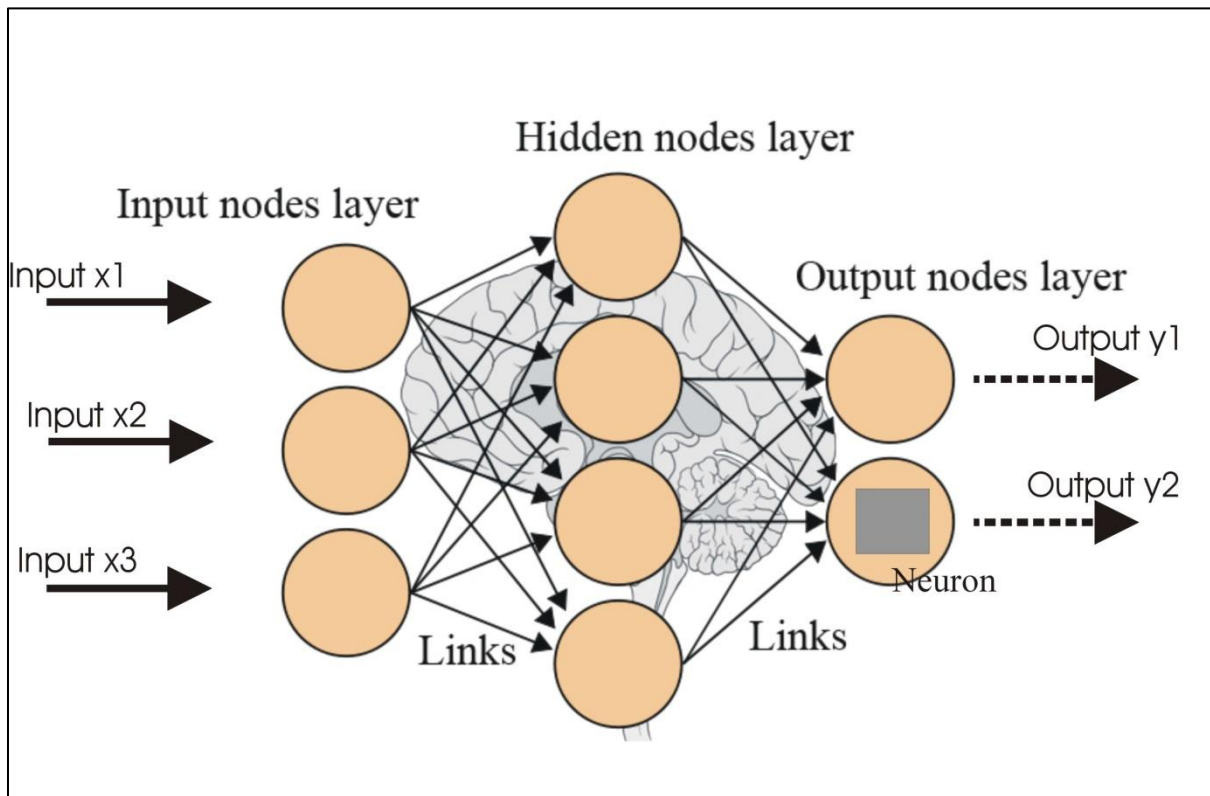 Hidden nodes layer
Input nodes layer
Input x1
Output nodes layer
Output y1
Input x2
Output y2
Input x3
Neuron
Links
Links